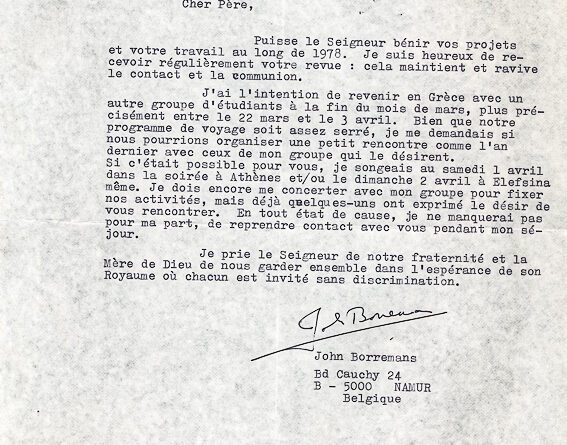 Cher Père,
Puisse le Seigneur bénir vos projets
et votre travail au long de 1978. Je suis heureux de re-
cevoir régulièrement votre revue : cela maintient et ravive
le contact et la communion.
J'ai l'intention de revenir en Grèce avec un
autre groupe d'étudiants à la fin du mois de mars, plus pré-
cisément entre le 22 mars et le 3 avril. Bien que notre
programme de voyage soit assez serré, je me demandais si
nous pourrions organiser une petit rencontre comme l'an
dernier avec ceux de mon groupe qui le désirent.
Si c'était possible pour vous, je songeais au samedi 1 avril
dans la soirée à Athènes et/ou le dimanche 2 avril à Elefsina
même. Je dois encore me concerter avec mon groupe pour fixer
nos activités, mais déjà quelques-uns ont exprimé le désir de
vous rencontrer. En tout état de cause, je ne manquerai pas
pour ma part, de reprendre contact avec vous pendant mon sé-
jour.
Je prie le Seigneur de notre fraternité et la
Mère de Dieu de nous garder ensemble dans l'espérance de son
Royaume où chacun est invité sans discrimination.
John Borremans
Bd Cauchy 24
B - 5000 NAMUR
Belgique